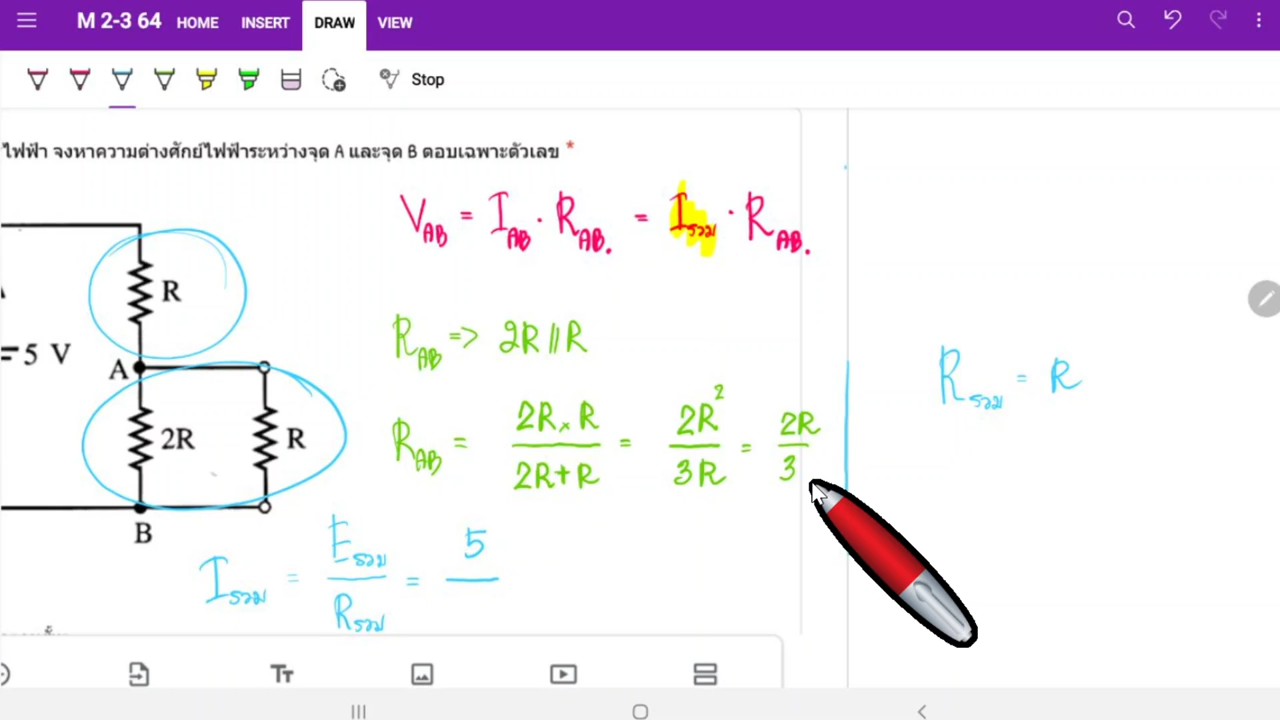 M 2-3 64 HOME INSERT DRAW VIEW
Stop
ไฟฟ้า จงหาความต่างศักย์ไฟฟ้าระหว่างจุด A และจุด B ตอบเฉพาะตัวเลข *
V_AB = I_AB · R_AB. = I_รวม · R_AB.
R
5 V
A
2R
R
B
R_AB => 2R // R
R_AB = 2R × R / 2R + R = 2R² / 3R = 2R / 3
R_รวม = R
I_รวม = E_รวม / R_รวม = 5
Tт